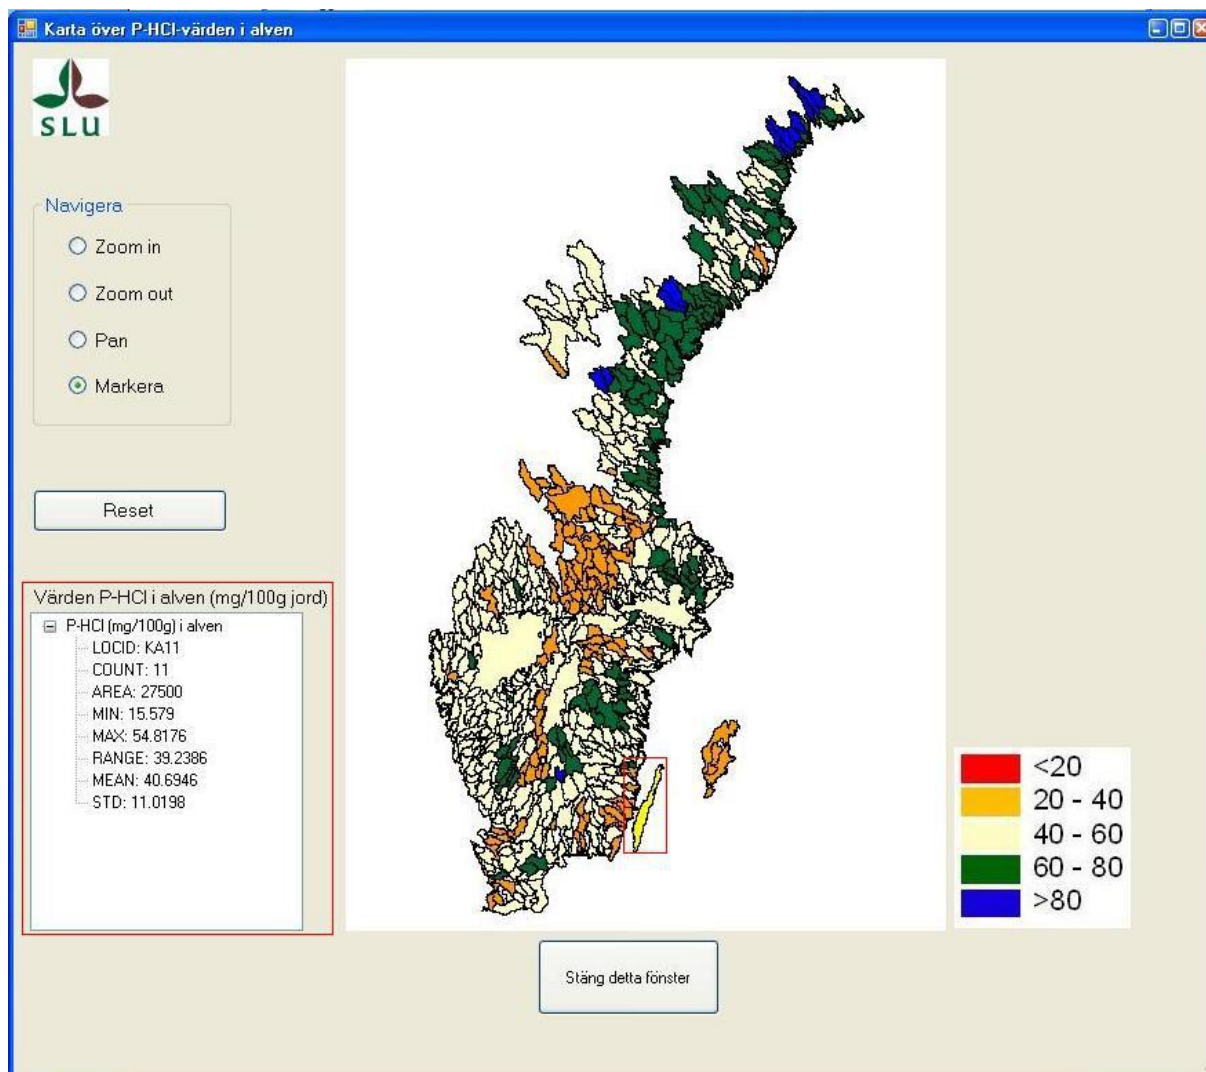 Karta över P-HCl-värden i alven
SLU
Navigera
Zoom in
Zoom out
Pan
Markera
Reset
Värden P-HCl i alven (mg/100g jord)
P-HCl (mg/100g) i alven
LOCID: KA11
COUNT: 11
AREA: 27500
MIN: 15.579
MAX: 54.8176
RANGE: 39.2386
MEAN: 40.6946
STD: 11.0198
<20
20 - 40
40 - 60
60 - 80
>80
Stäng detta fönster